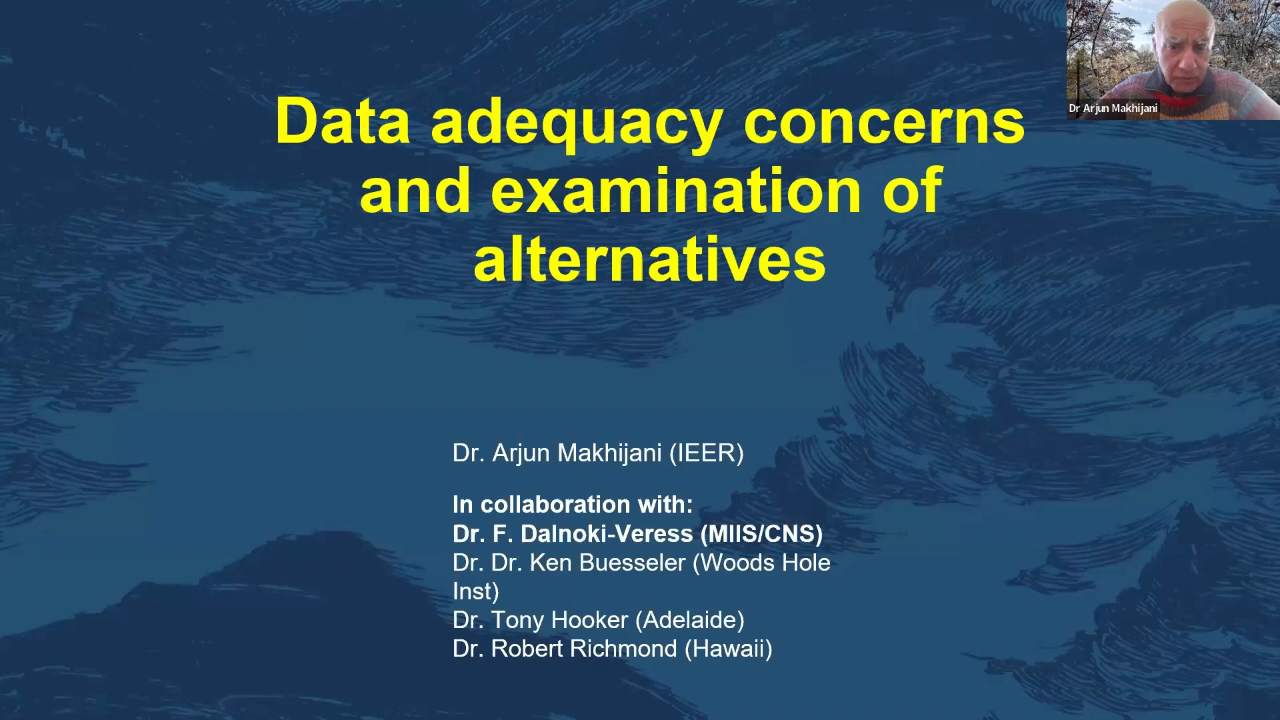 Dr Arjun Makhijani
Data adequacy concerns
and examination of
alternatives
Dr. Arjun Makhijani (IEER)
In collaboration with:
Dr. F. Dalnoki-Veress (MIIS/CNS)
Dr. Dr. Ken Buesseler (Woods Hole
Inst)
Dr. Tony Hooker (Adelaide)
Dr. Robert Richmond (Hawaii)